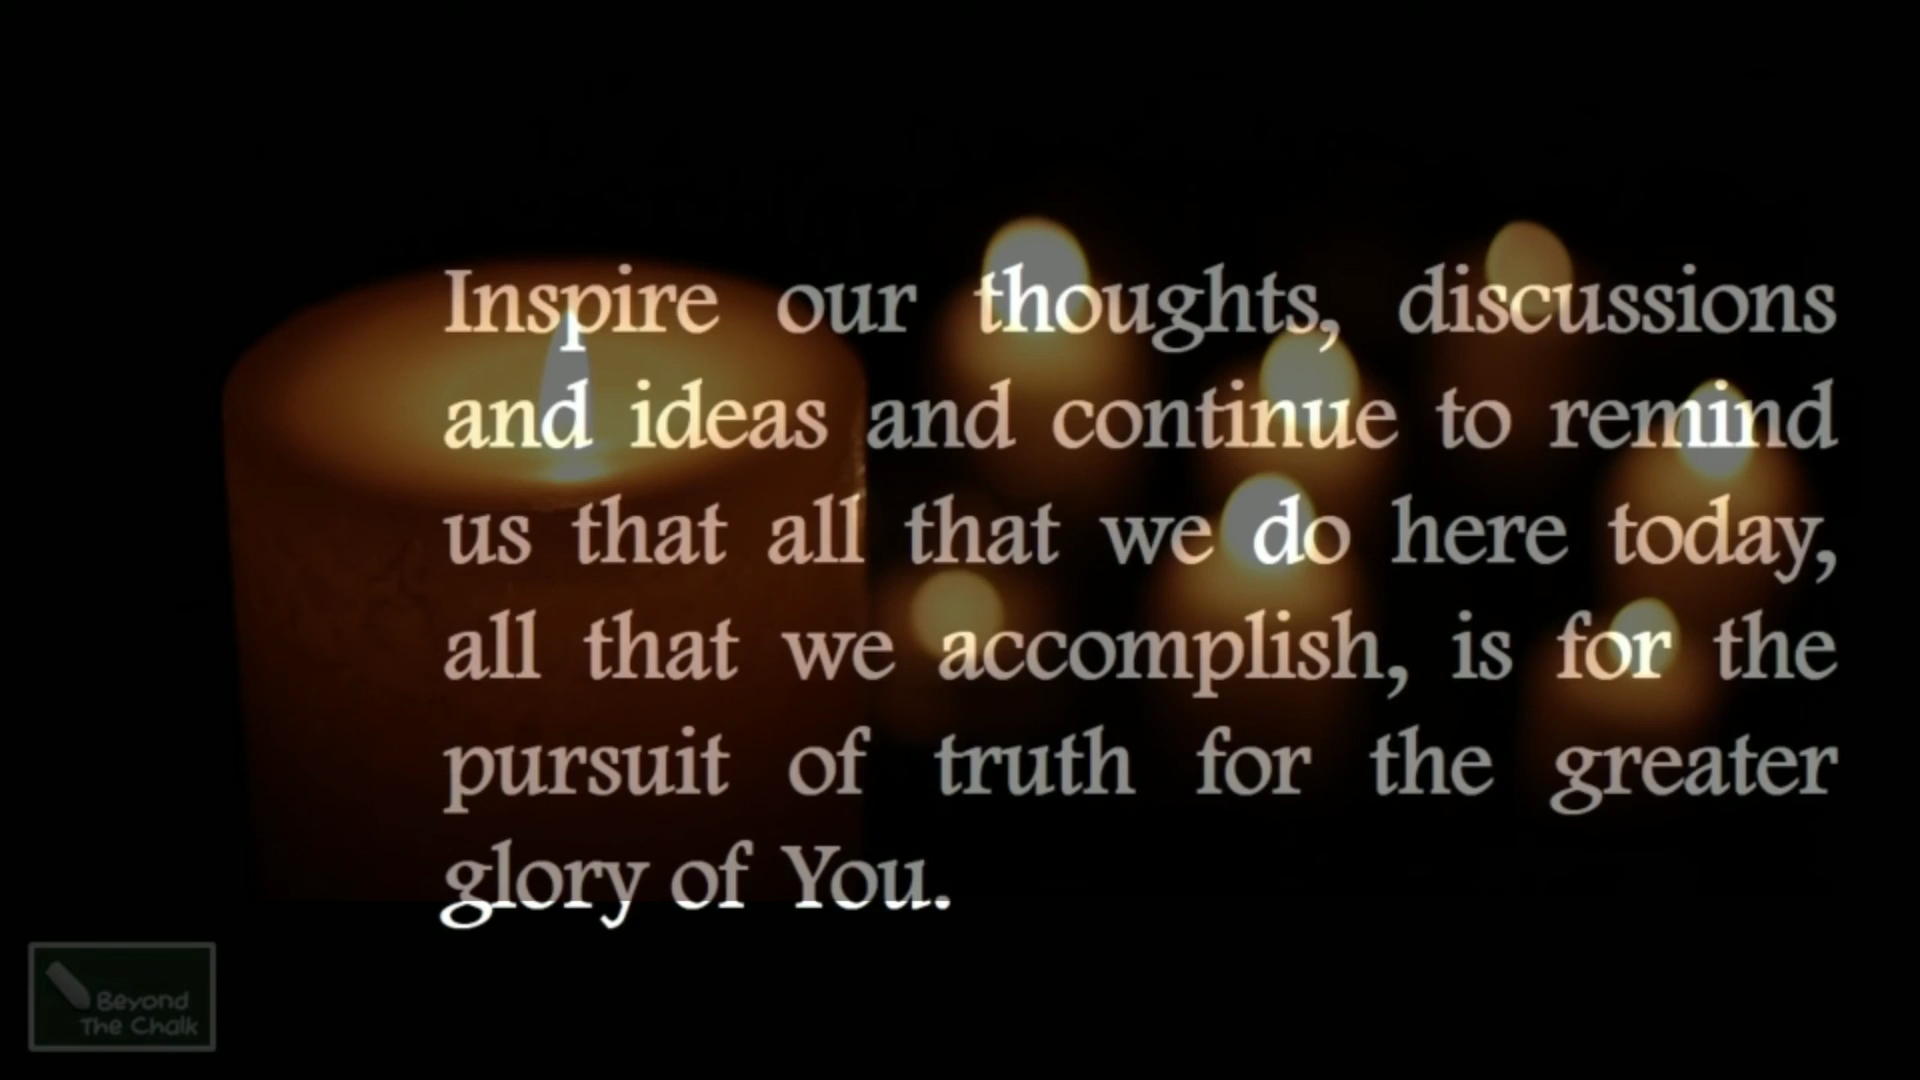 Inspire our thoughts, discussions
and ideas and continue to remind
us that all that we do here today,
all that we accomplish, is for the
pursuit of truth for the greater
glory of You.
Beyond
The Chalk